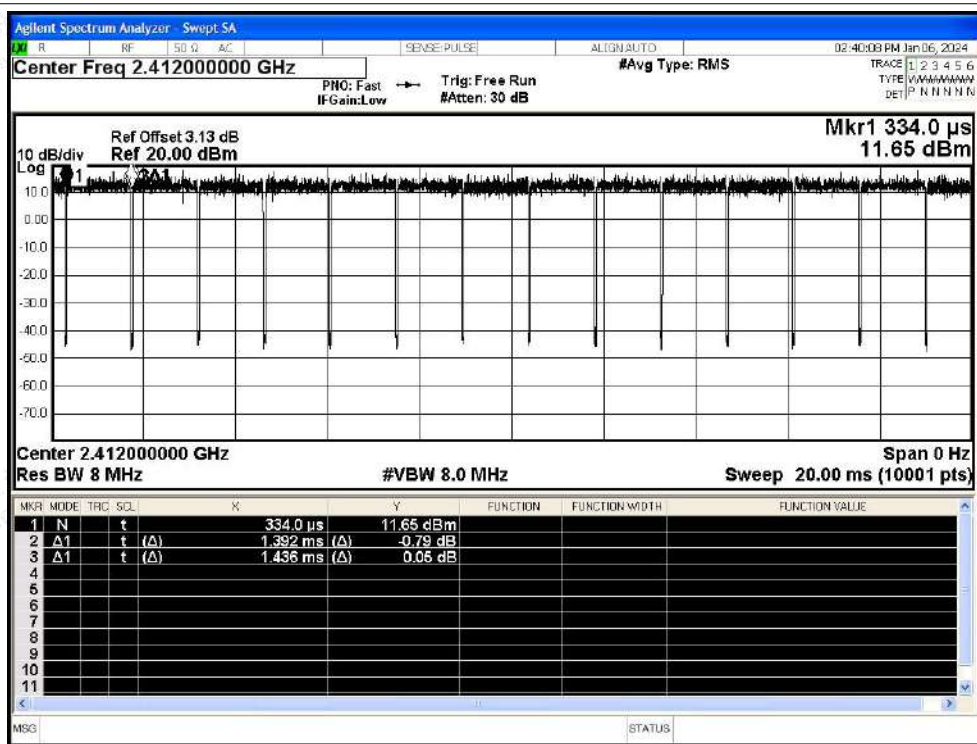 Agilent Spectrum Analyzer - Swept SA
LXI R RF 50 Ω AC SENSE:PULSE ALIGN AUTO 02:40:08 PM Jan 06, 2024
Center Freq 2.412000000 GHz #Avg Type: RMS TRACE 1 2 3 4 5 6
PNO: Fast Trig: Free Run TYPE
IFGain:Low #Atten: 30 dB DET P N N N N N
Mkr1 334.0 µs
11.65 dBm
Ref Offset 3.13 dB
10 dB/div Ref 20.00 dBm
Log
1 3Δ1
10.0
0.00
-10.0
-20.0
-30.0
-40.0
-50.0
-60.0
-70.0
Center 2.412000000 GHz Span 0 Hz
Res BW 8 MHz #VBW 8.0 MHz Sweep 20.00 ms (10001 pts)
MKR MODE TRC SCL X Y FUNCTION FUNCTION WIDTH FUNCTION VALUE
1 N t 334.0 µs 11.65 dBm
2 Δ1 t (Δ) 1.392 ms (Δ) -0.79 dB
3 Δ1 t (Δ) 1.436 ms (Δ) 0.05 dB
4
5
6
7
8
9
10
11
MSG STATUS